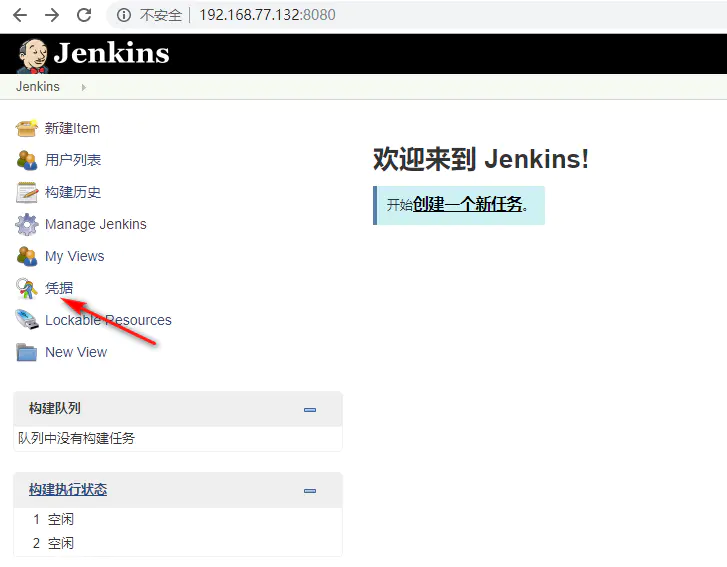 不安全 192.168.77.132:8080
Jenkins
Jenkins
新建Item
用户列表
构建历史
Manage Jenkins
My Views
凭据
Lockable Resources
New View
欢迎来到 Jenkins!
开始创建一个新任务。
构建队列
队列中没有构建任务
构建执行状态
1 空闲
2 空闲